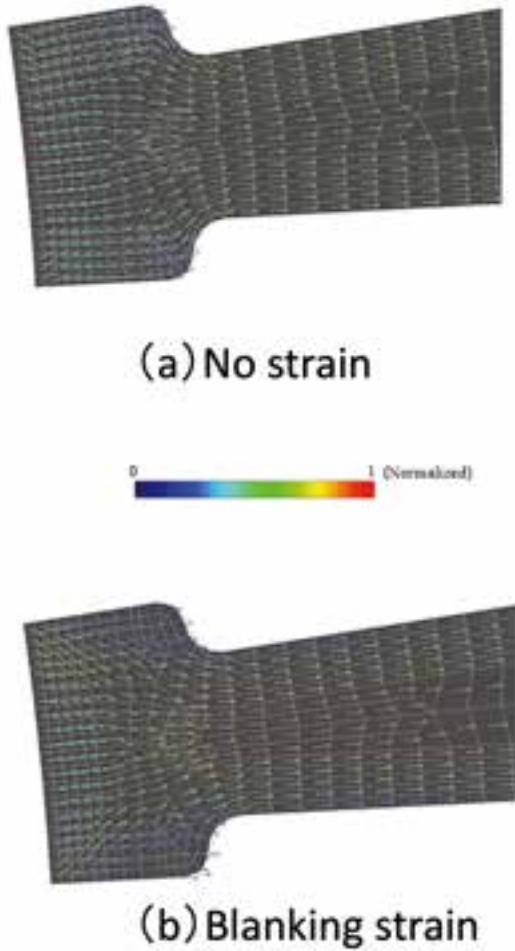 （a）No strain
0 1 (Normalized)
（b）Blanking strain